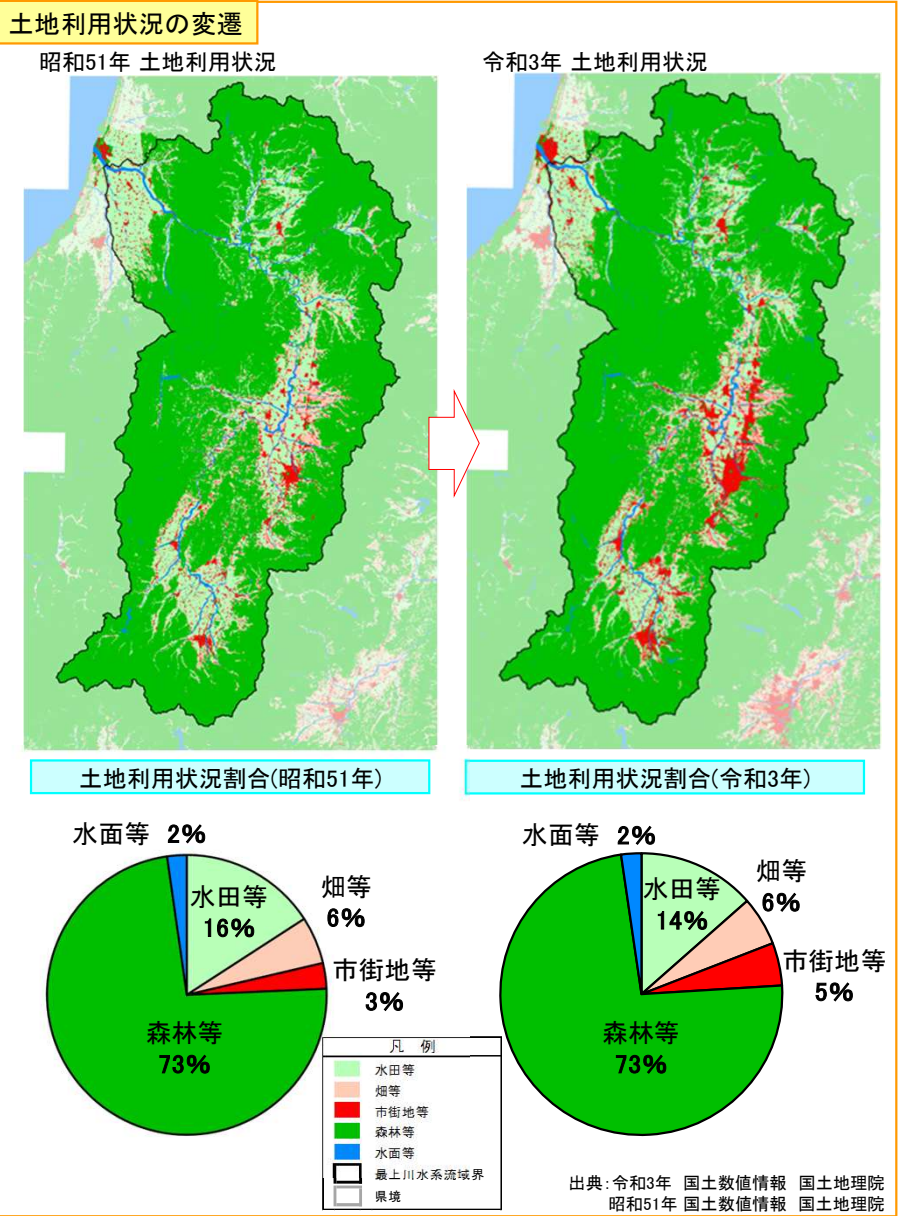 土地利用状況の変遷
昭和51年 土地利用状況
令和3年 土地利用状況
土地利用状況割合(昭和51年)
土地利用状況割合(令和3年)
水面等 2%
水田等
16%
畑等
6%
市街地等
3%
森林等
73%
水面等 2%
水田等
14%
畑等
6%
市街地等
5%
森林等
73%
凡 例
水田等
畑等
市街地等
森林等
水面等
最上川水系流域界
県境
出典:令和3年 国土数値情報 国土地理院
昭和51年 国土数値情報 国土地理院